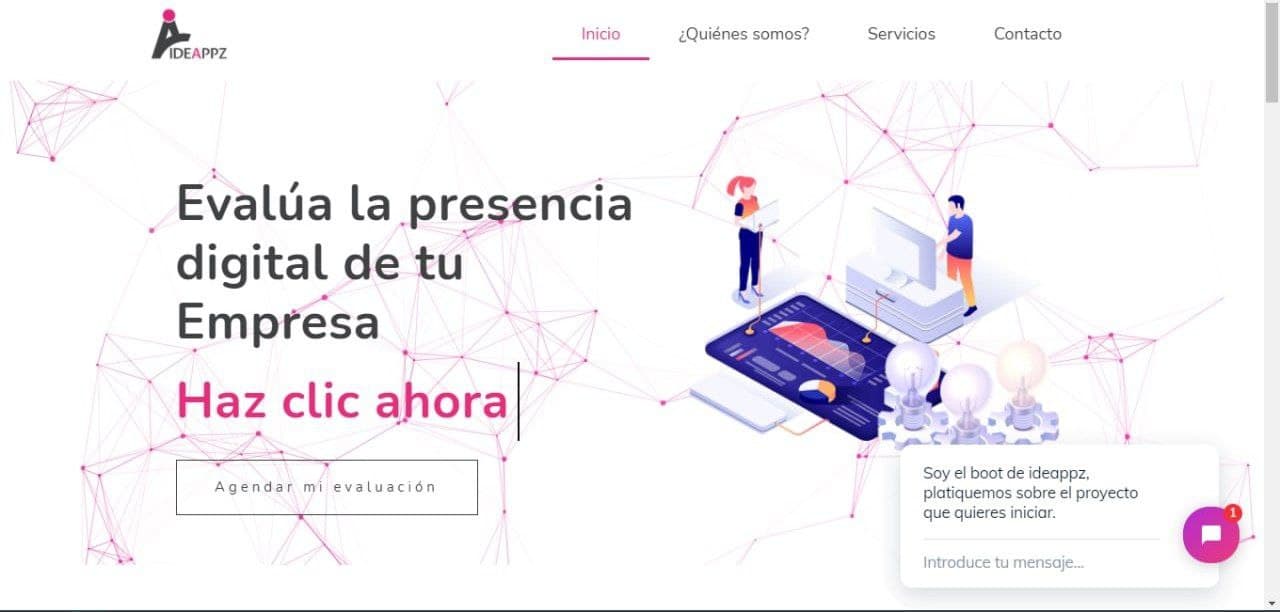 IDEAPPZ
Inicio
¿Quiénes somos?
Servicios
Contacto
Evalúa la presencia
digital de tu
Empresa
Haz clic ahora
Agendar mi evaluación
Soy el boot de ideappz,
platiquemos sobre el proyecto
que quieres iniciar.
Introduce tu mensaje...
1